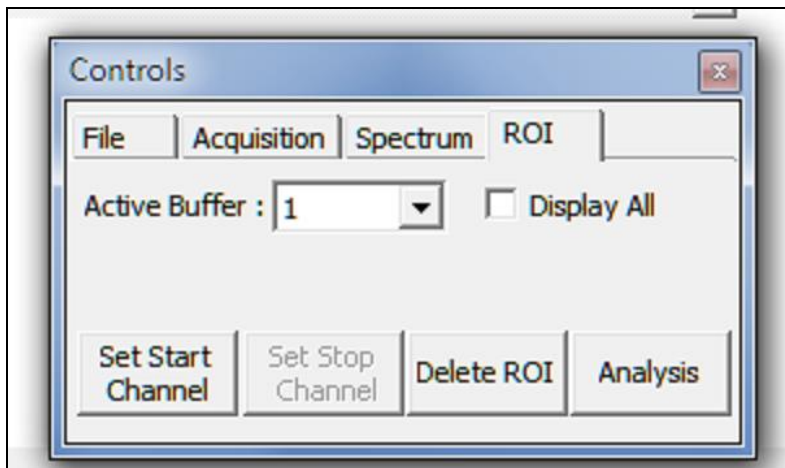 Controls
File Acquisition Spectrum ROI
Active Buffer : 1 Display All
Set Start Channel
Set Stop Channel
Delete ROI
Analysis